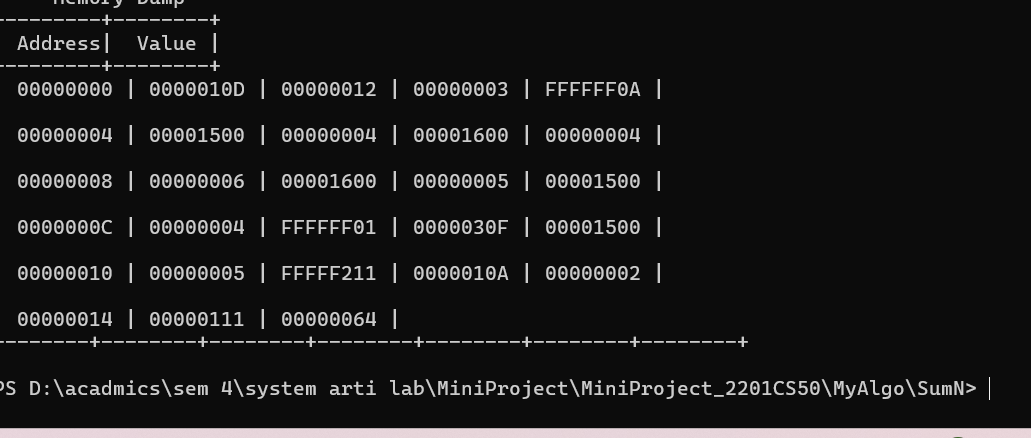 Memory Dump
---------+--------+
Address|  Value |
---------+--------+
00000000 | 0000010D | 00000012 | 00000003 | FFFFFF0A |
00000004 | 00001500 | 00000004 | 00001600 | 00000004 |
00000008 | 00000006 | 00001600 | 00000005 | 00001500 |
0000000C | 00000004 | FFFFFF01 | 0000030F | 00001500 |
00000010 | 00000005 | FFFFF211 | 0000010A | 00000002 |
00000014 | 00000111 | 00000064 |
--------+--------+--------+--------+--------+--------+--------+
PS D:\acadmics\sem 4\system arti lab\MiniProject\MiniProject_2201CS50\MyAlgo\SumN>